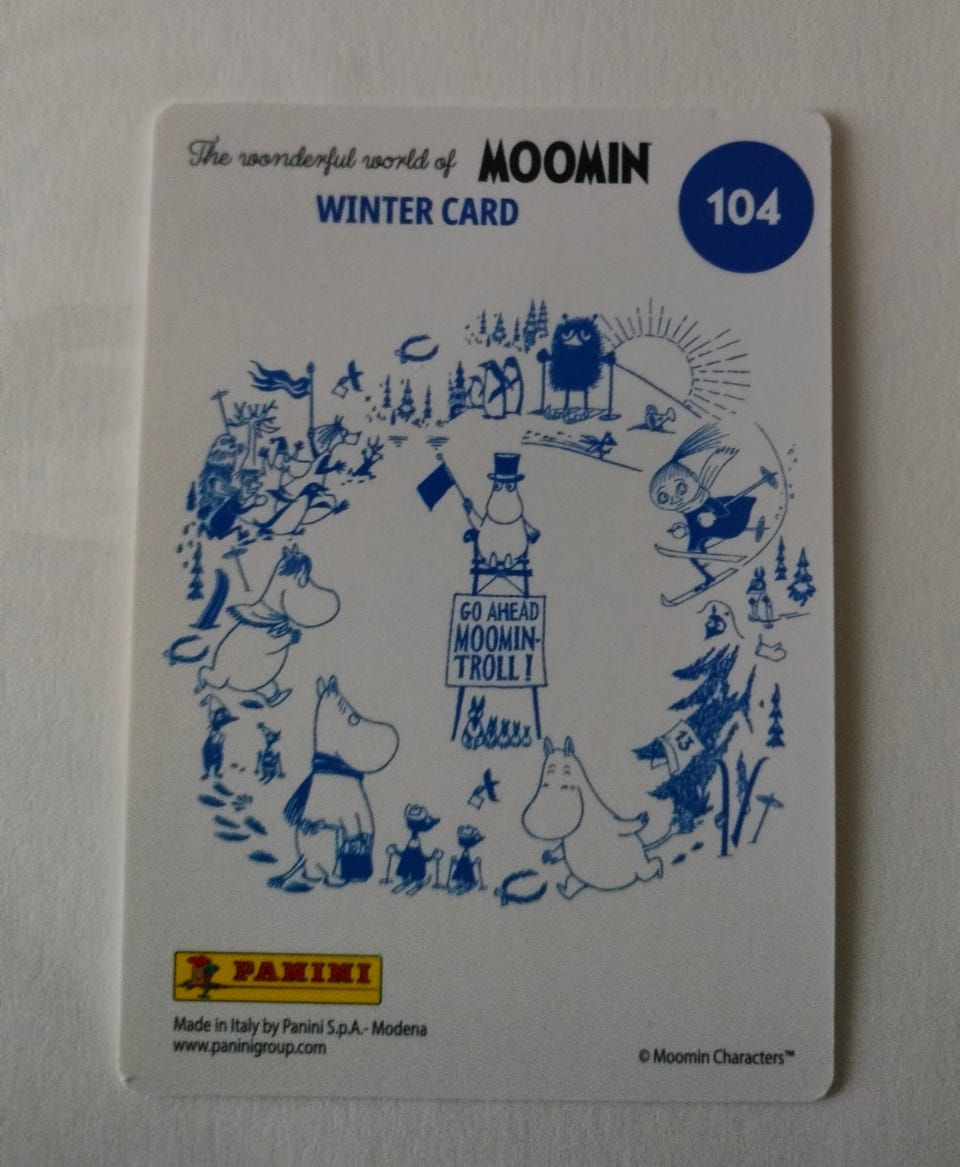 The wonderful world of MOOMIN
WINTER CARD
104
GO AHEAD
MOOMIN-
TROLL!
13
PANINI
Made in Italy by Panini S.p.A.- Modena
www.paninigroup.com
© Moomin Characters™